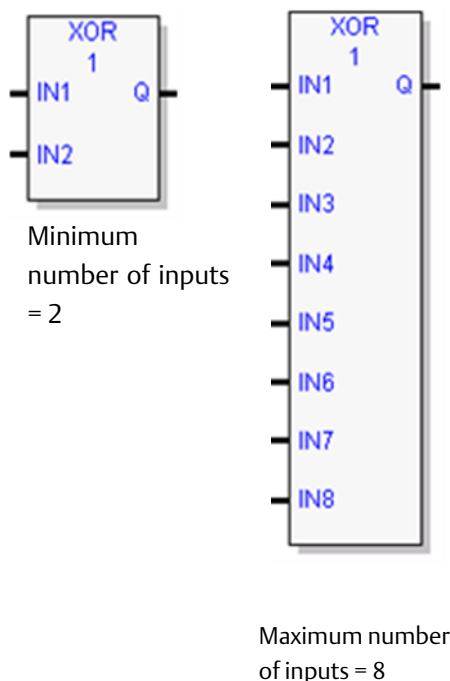 XOR
1
IN1 Q
IN2
Minimum
number of inputs
= 2
XOR
1
IN1 Q
IN2
IN3
IN4
IN5
IN6
IN7
IN8
Maximum number
of inputs = 8